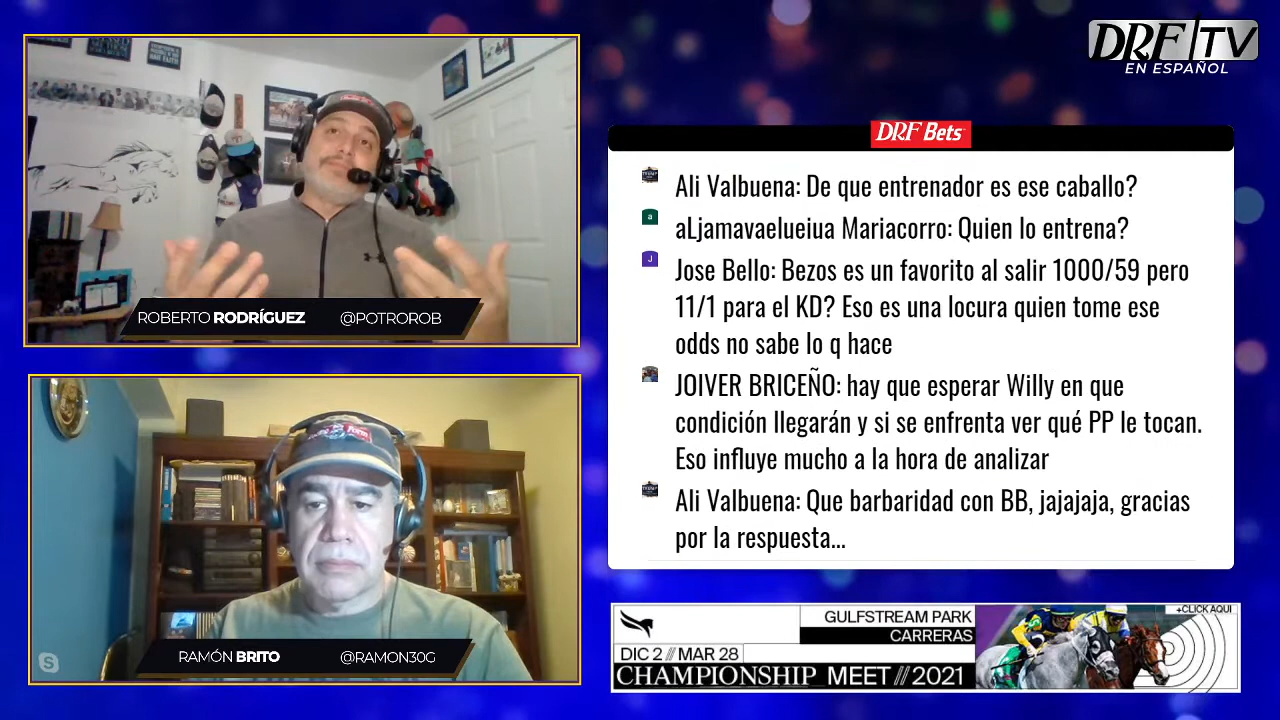 DRF TV
EN ESPAÑOL
DRF Bets
Ali Valbuena: De que entrenador es ese caballo?
aLjamavaelueiua Mariacorro: Quien lo entrena?
Jose Bello: Bezos es un favorito al salir 1000/59 pero
11/1 para el KD? Eso es una locura quien tome ese
odds no sabe lo q hace
JOIVER BRICEÑO: hay que esperar Willy en que
condición llegarán y si se enfrenta ver qué PP le tocan.
Eso influye mucho a la hora de analizar
Ali Valbuena: Que barbaridad con BB, jajajaja, gracias
por la respuesta...
ROBERTO RODRÍGUEZ @POTROROB
RAMÓN BRITO @RAMON30G
+CLICK AQUI
GULFSTREAM PARK
CARRERAS
DIC 2 // MAR 28
CHAMPIONSHIP MEET // 2021